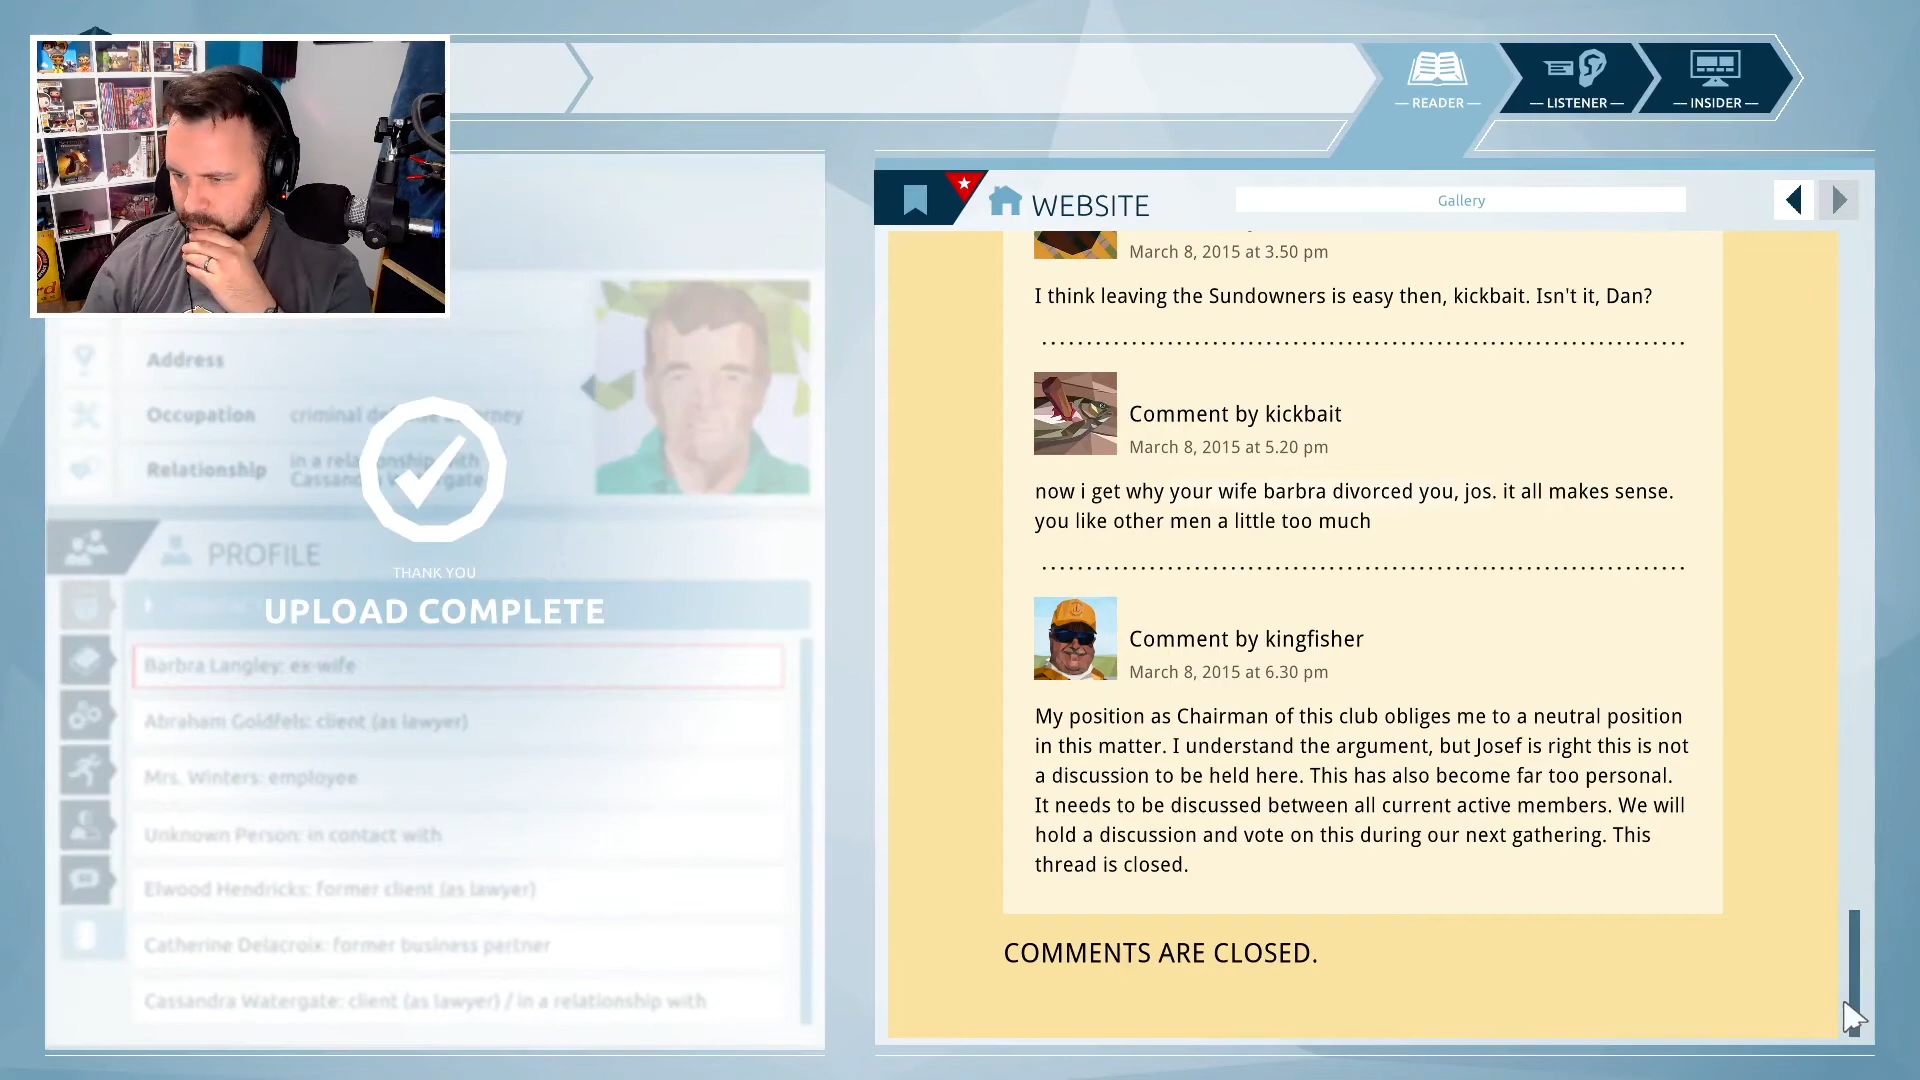 READER
LISTENER
INSIDER
WEBSITE
Gallery
March 8, 2015 at 3.50 pm
I think leaving the Sundowners is easy then, kickbait. Isn't it, Dan?
Comment by kickbait
March 8, 2015 at 5.20 pm
now i get why your wife barbra divorced you, jos. it all makes sense.
you like other men a little too much
Comment by kingfisher
March 8, 2015 at 6.30 pm
My position as Chairman of this club obliges me to a neutral position
in this matter. I understand the argument, but Josef is right this is not
a discussion to be held here. This has also become far too personal.
It needs to be discussed between all current active members. We will
hold a discussion and vote on this during our next gathering. This
thread is closed.
COMMENTS ARE CLOSED.
Address
Occupation
Relationship in a
PROFILE
THANK YOU
UPLOAD COMPLETE
Barbra Langley: ex-wife
Abraham Goldfels: client (as lawyer)
Mrs. Winters: employee
Unknown Person: in contact with
Elwood Hendricks: former client (as lawyer)
Catherine Delacroix: former business partner
Cassandra Watergate: client (as lawyer) / in a relationship with